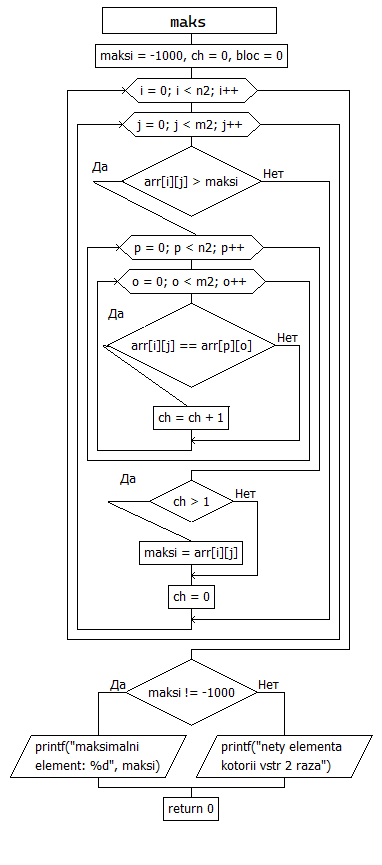 maks
maksi = -1000, ch = 0, bloc = 0
i = 0; i < n2; i++
j = 0; j < m2; j++
Да
arr[i][j] > maksi
Нет
p = 0; p < n2; p++
o = 0; o < m2; o++
Да
arr[i][j] == arr[p][o]
Нет
ch = ch + 1
Да
ch > 1
Нет
maksi = arr[i][j]
ch = 0
Да
maksi != -1000
Нет
printf("maksimalni
element: %d", maksi)
printf("nety elementa
kotorii vstr 2 raza")
return 0